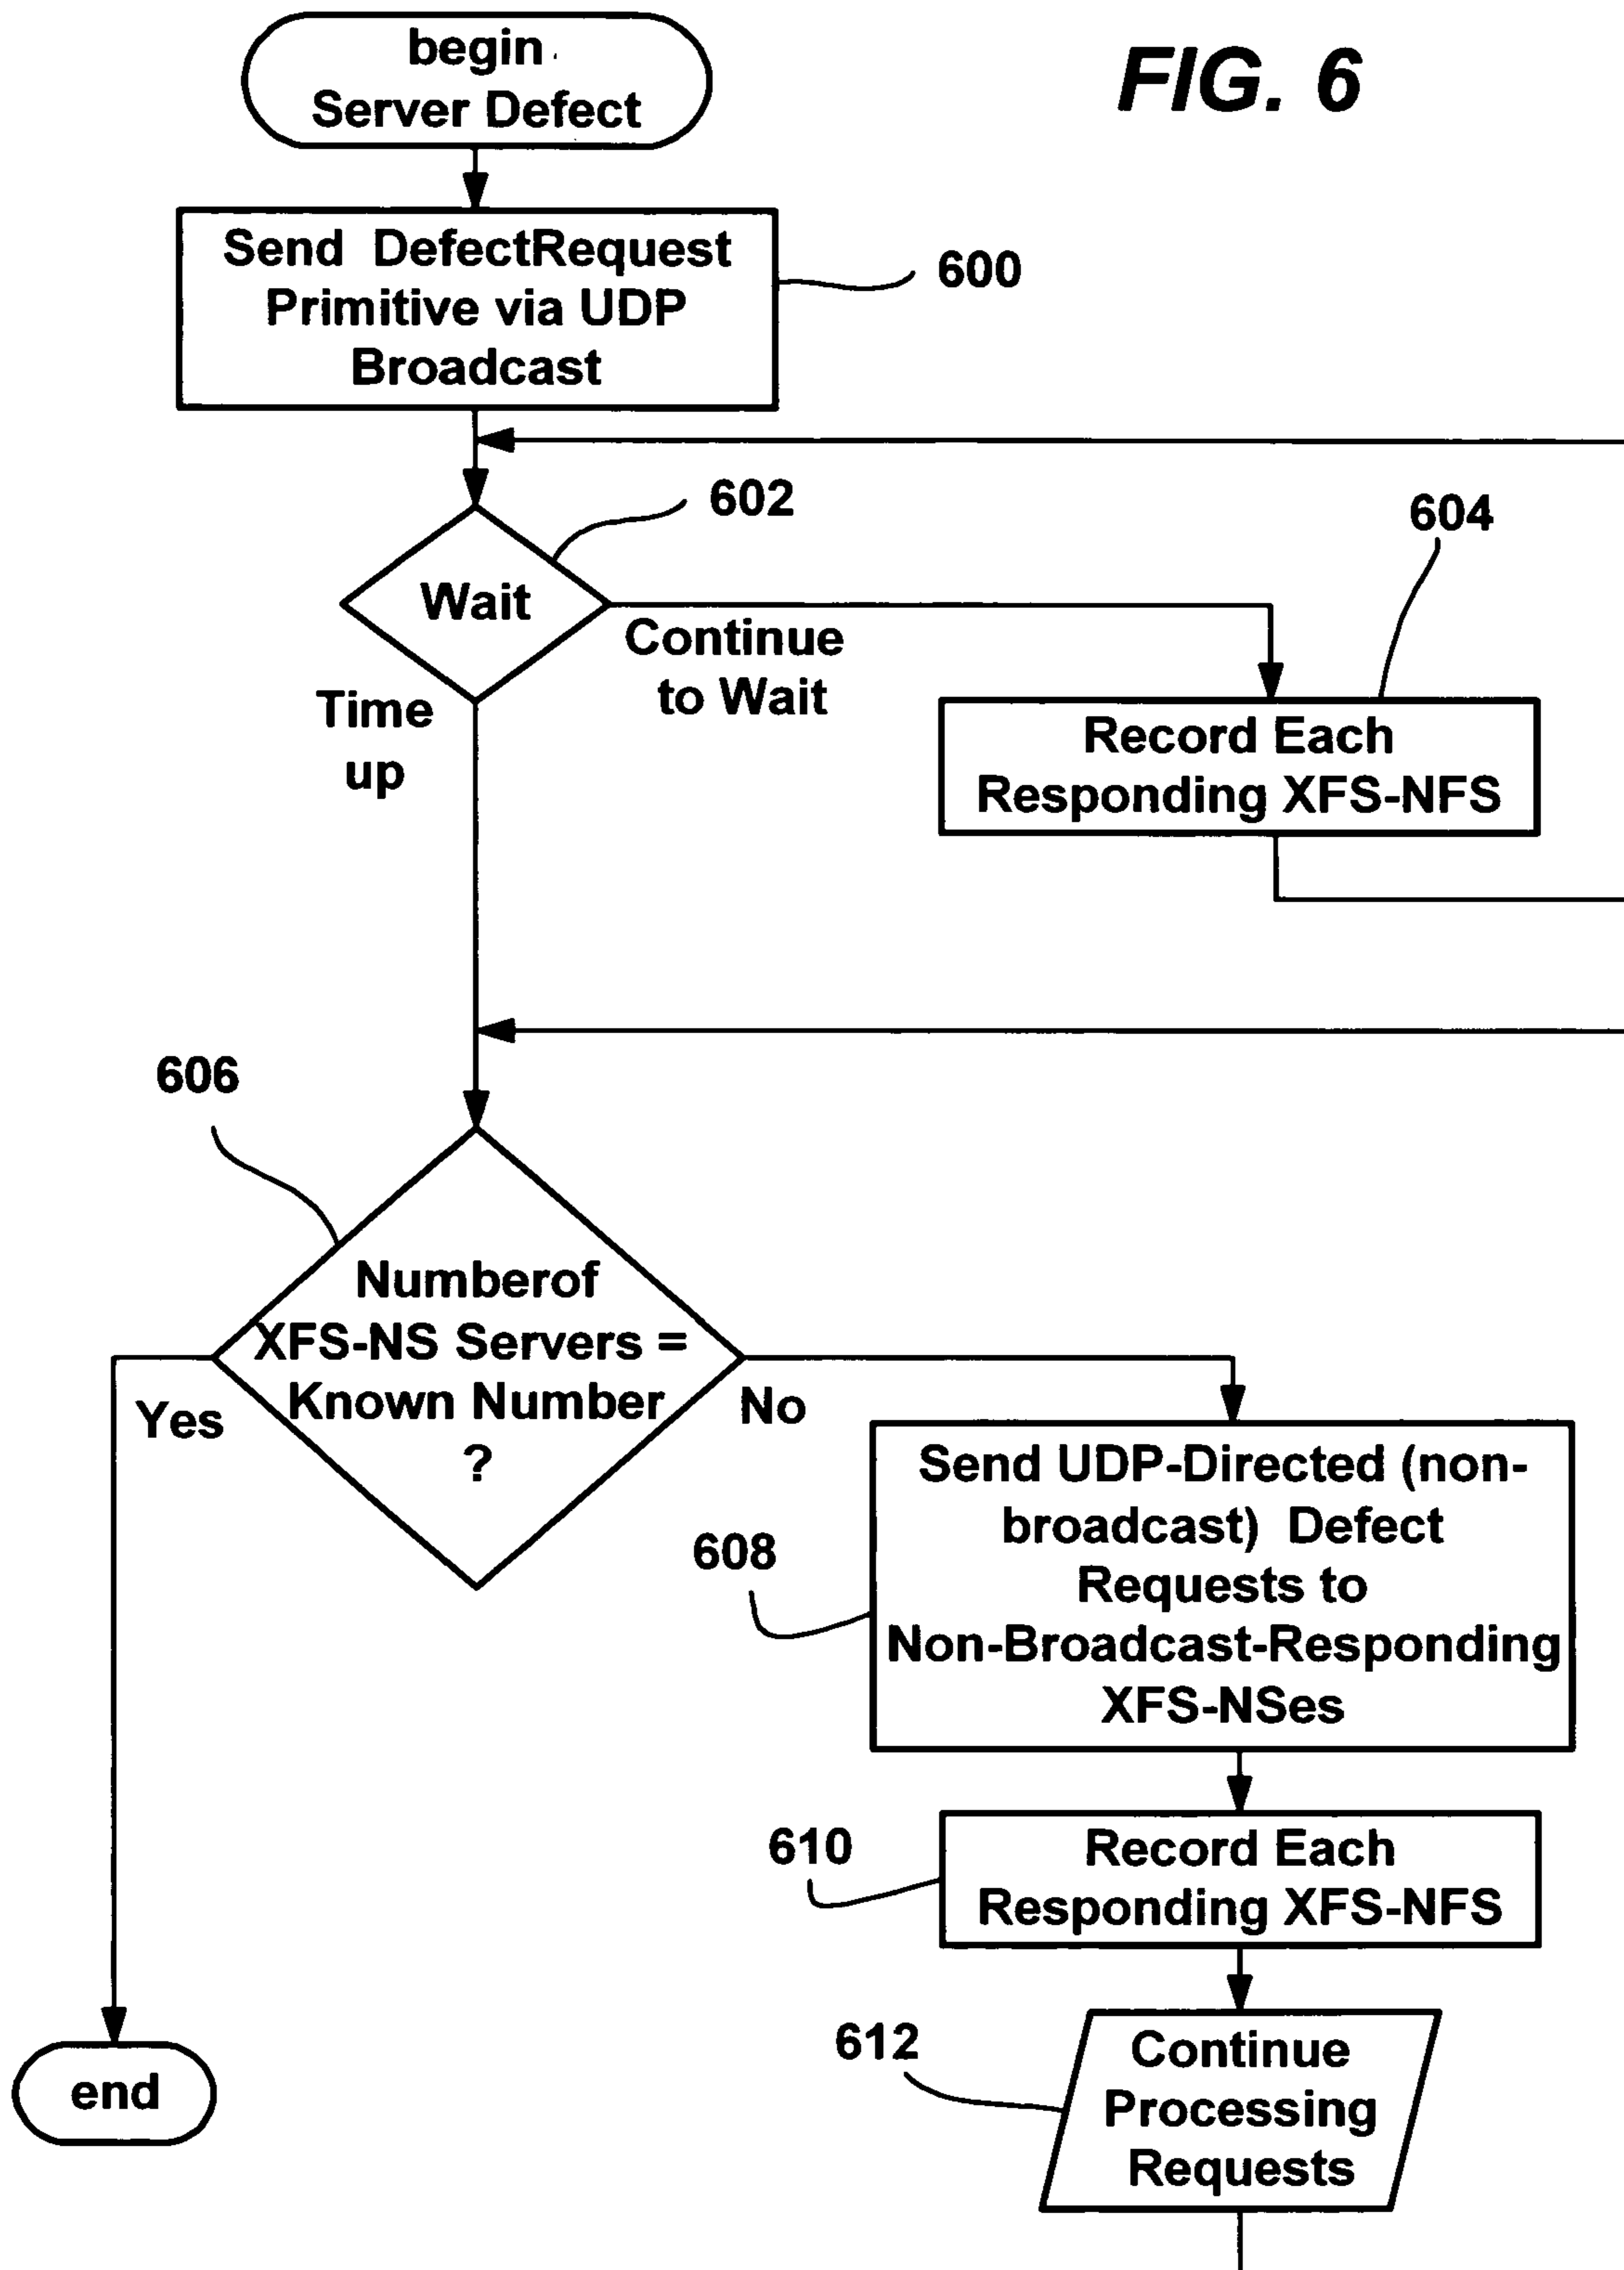 FIG. 6
begin
Server Defect
Send DefectRequest
Primitive via UDP
Broadcast
600
602
Wait
Continue
to Wait
Time
up
604
Record Each
Responding XFS-NFS
606
Numberof
XFS-NS Servers =
Known Number
?
Yes
No
608
Send UDP-Directed (non-
broadcast) Defect
Requests to
Non-Broadcast-Responding
XFS-NSes
610
Record Each
Responding XFS-NFS
612
Continue
Processing
Requests
end